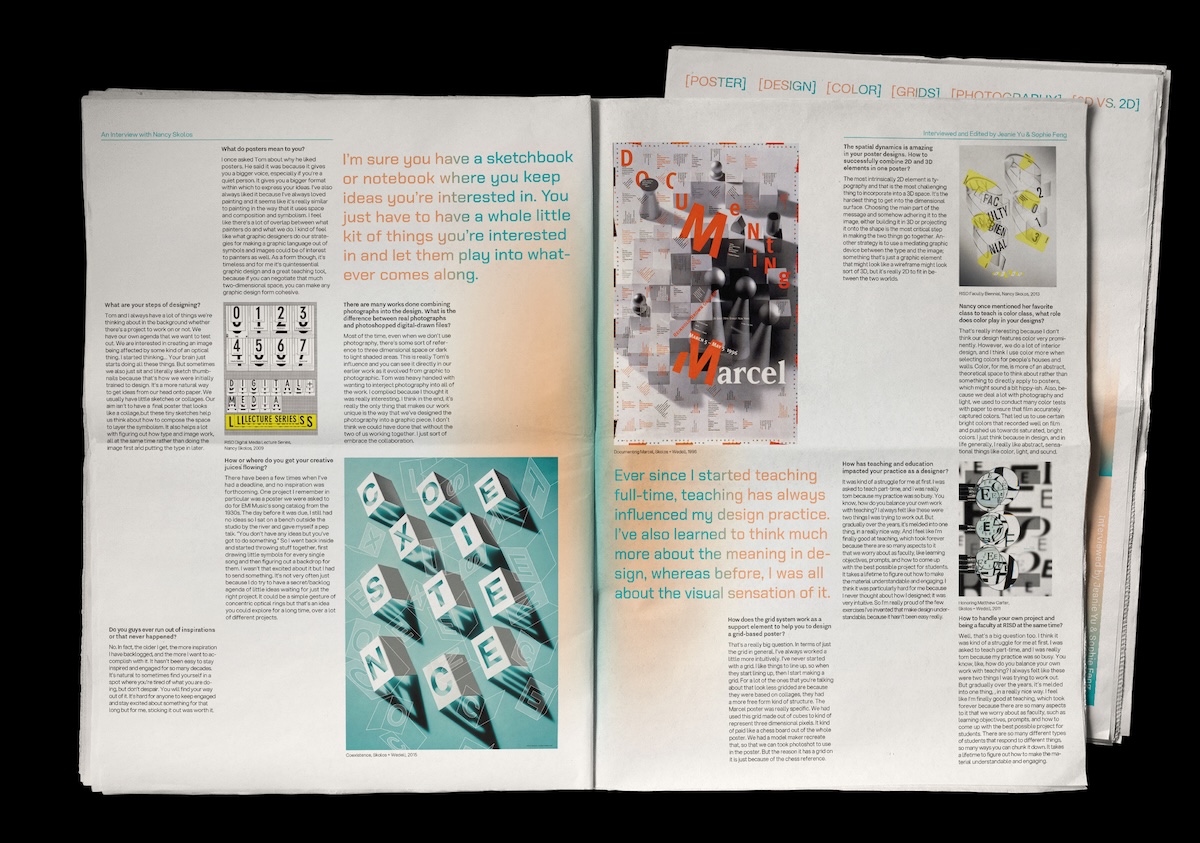 [POSTER] [DESIGN] [COLOR] [GRIDS] [PHOTOGRAPHY] [3D VS. 2D]
An Interview with Nancy Skolos
What do posters mean to you?
I once asked Tom about why he liked
posters. He said it was because it gives
you a bigger voice, especially if you're a
quiet person. It gives you a bigger format
within which to express your ideas. I've also
always liked it because I've always loved
painting and it seems like it's really similar
to painting in the way that it uses space
and composition and symbolism. I feel
like there's a lot of overlap between what
painters do and what we do. I kind of feel
like what graphic designers do our strate-
gies for making a graphic language out of
symbols and images could be of interest
to painters as well. As a form though, it's
timeless and for me it's quintessential
graphic design and a great teaching tool,
because if you can negotiate that much
two-dimensional space, you can make any
graphic design form cohesive.
I'm sure you have a sketchbook
or notebook where you keep
ideas you're interested in. You
just have to have a whole little
kit of things you're interested
in and let them play into what-
ever comes along.
What are your steps of designing?
Tom and I always have a lot of things we're
thinking about in the background whether
there's a project to work on or not. We
have our own agenda that we want to test
out. We are interested in creating an image
being affected by some kind of an optical
thing. I started thinking... Your brain just
starts doing all these things. But sometimes
we also just sit and literally sketch thumb-
nails because that's how we were initially
trained to design. It's a more natural way
to get ideas from our head onto paper. We
usually have little sketches or collages. Our
aim isn't to have a final poster that looks
like a collage, but these tiny sketches help
us think about how to compose the space
to layer the symbolism. It also helps a lot
with figuring out how type and image work,
all at the same time rather than doing the
image first and putting the type in later.
0 1 2 3
4 5 6 7
DIGITAL +
MEDIA
LECTURE SERIES
RISD Digital Media Lecture Series,
Nancy Skolos, 2009
There are many works done combining
photographs into the design. What is the
difference between real photographs
and photoshopped digital-drawn files?
Most of the time, even when we don't use
photography, there's some sort of refer-
ence to three dimensional space or dark
to light shaded areas. This is really Tom's
influence and you can see it directly in our
earlier work as it evolved from graphic to
photographic. Tom was heavy handed with
wanting to interject photography into all of
the work. I complied because I thought it
was really interesting. I think in the end, it's
really the only thing that makes our work
unique is the way that we've designed the
photography into a graphic piece. I don't
think we could have done that without the
two of us working together. I just sort of
embrace the collaboration.
How or where do you get your creative
juices flowing?
There have been a few times when I've
had a deadline, and no inspiration was
forthcoming. One project I remember in
particular was a poster we were asked to
do for EMI Music's song catalog from the
1930s. The day before it was due, I still had
no ideas so I sat on a bench outside the
studio by the river and gave myself a pep
talk. "You don't have any ideas but you've
got to do something." So I went back inside
and started throwing stuff together, first
drawing little symbols for every single
song and then figuring out a backdrop for
them. I wasn't that excited about it but I had
to send something. It's not very often just
because I do try to have a secret/backlog
agenda of little ideas waiting for just the
right project. It could be a simple gesture of
concentric optical rings but that's an idea
you could explore for a long time, over a lot
of different projects.
Do you guys ever run out of inspirations
or that never happened?
No. In fact, the older I get, the more inspiration
I have backlogged, and the more I want to ac-
complish with it. It hasn't been easy to stay
inspired and engaged for so many decades.
It's natural to sometimes find yourself in a
spot where you're tired of what you are do-
ing, but don't despair. You will find your way
out of it. It's hard for anyone to keep engaged
and stay excited about something for that
long but for me, sticking it out was worth it.
COEXISTENCE
Coexistence, Skolos + Wedell, 2015
Interviewed and Edited by Jeanie Yu & Sophie Feng
DOCUMeNtiNg
MARCH 5 – May 5, 1996
Marcel
Documenting Marcel, Skolos + Wedell, 1996
Ever since I started teaching
full-time, teaching has always
influenced my design practice.
I've also learned to think much
more about the meaning in de-
sign, whereas before, I was all
about the visual sensation of it.
How does the grid system work as a
support element to help you to design
a grid-based poster?
That's a really big question. In terms of just
the grid in general, I've always worked a
little more intuitively. I've never started
with a grid. I like things to line up, so when
they start lining up, then I start making a
grid. For a lot of the ones that you're talking
about that look less gridded are because
they were based on collages, they had
a more free form kind of structure. The
Marcel poster was really specific. We had
used this grid made out of cubes to kind of
represent three dimensional pixels. It kind
of paid like a chess board out of the whole
poster. We had a model maker recreate
that, so that we can took photoshot to use
in the poster. But the reason it has a grid on
it is just because of the chess reference.
The spatial dynamics is amazing
in your poster designs. How to
successfully combine 2D and 3D
elements in one poster?
The most intrinsically 2D element is ty-
pography and that is the most challenging
thing to incorporate into a 3D space. It's the
hardest thing to get into the dimensional
surface. Choosing the main part of the
message and somehow adhering it to the
image, either building it in 3D or projecting
it onto the shape is the most critical step
in making the two things go together. An-
other strategy is to use a mediating graphic
device between the type and the image;
something that's just a graphic element
that might look like a wireframe might look
sort of 3D, but it's really 2D to fit in be-
tween the two worlds.
FAC
ULTY
BIEN
NIAL
2
0
1
3
RISD Faculty Biennial, Nancy Skolos, 2013
Nancy once mentioned her favorite
class to teach is color class, what role
does color play in your designs?
That's really interesting because I don't
think our design features color very promi-
nently. However, we do a lot of interior
design, and I think I use color more when
selecting colors for people's houses and
walls. Color, for me, is more of an abstract,
theoretical space to think about rather than
something to directly apply to posters,
which might sound a bit hippy-ish. Also, be-
cause we deal a lot with photography and
light, we used to conduct many color tests
with paper to ensure that film accurately
captured colors. That led us to use certain
bright colors that recorded well on film
and pushed us towards saturated, bright
colors. I just think because in design, and in
life generally, I really like abstract, sensa-
tional things like color, light, and sound.
How has teaching and education
impacted your practice as a designer?
It was kind of a struggle for me at first. I was
asked to teach part-time, and I was really
torn because my practice was so busy. You
know, how do you balance your own work
with teaching? I always felt like these were
two things I was trying to work out. But
gradually over the years, it's melded into one
thing, in a really nice way. And I feel like I'm
finally good at teaching, which took forever
because there are so many aspects to it
that we worry about as faculty, like learning
objectives, prompts, and how to come up
with the best possible project for students.
It takes a lifetime to figure out how to make
the material understandable and engaging. I
think it was particularly hard for me because
I never thought about how I designed; it was
very intuitive. So I'm really proud of the few
exercises I've invented that make design under-
standable, because it hasn't been easy really.
Honoring Matthew Carter,
Skolos + Wedell, 2011
How to handle your own project and
being a faculty at RISD at the same time?
Well, that's a big question too. I think it
was kind of a struggle for me at first. I was
asked to teach part-time, and I was really
torn because my practice was so busy. You
know, like, how do you balance your own
work with teaching? I always felt like these
were two things I was trying to work out.
But gradually over the years, it's melded
into one thing, , in a really nice way. I feel
like I'm finally good at teaching, which took
forever because there are so many aspects
to it that we worry about as faculty, such as
learning objectives, prompts, and how to
come up with the best possible project for
students. There are so many different types
of students that respond to different things.
so many ways you can chunk it down. It takes
a lifetime to figure out how to make the
material understandable and engaging.
Interviewed by Jeanie Yu & Sophie Feng